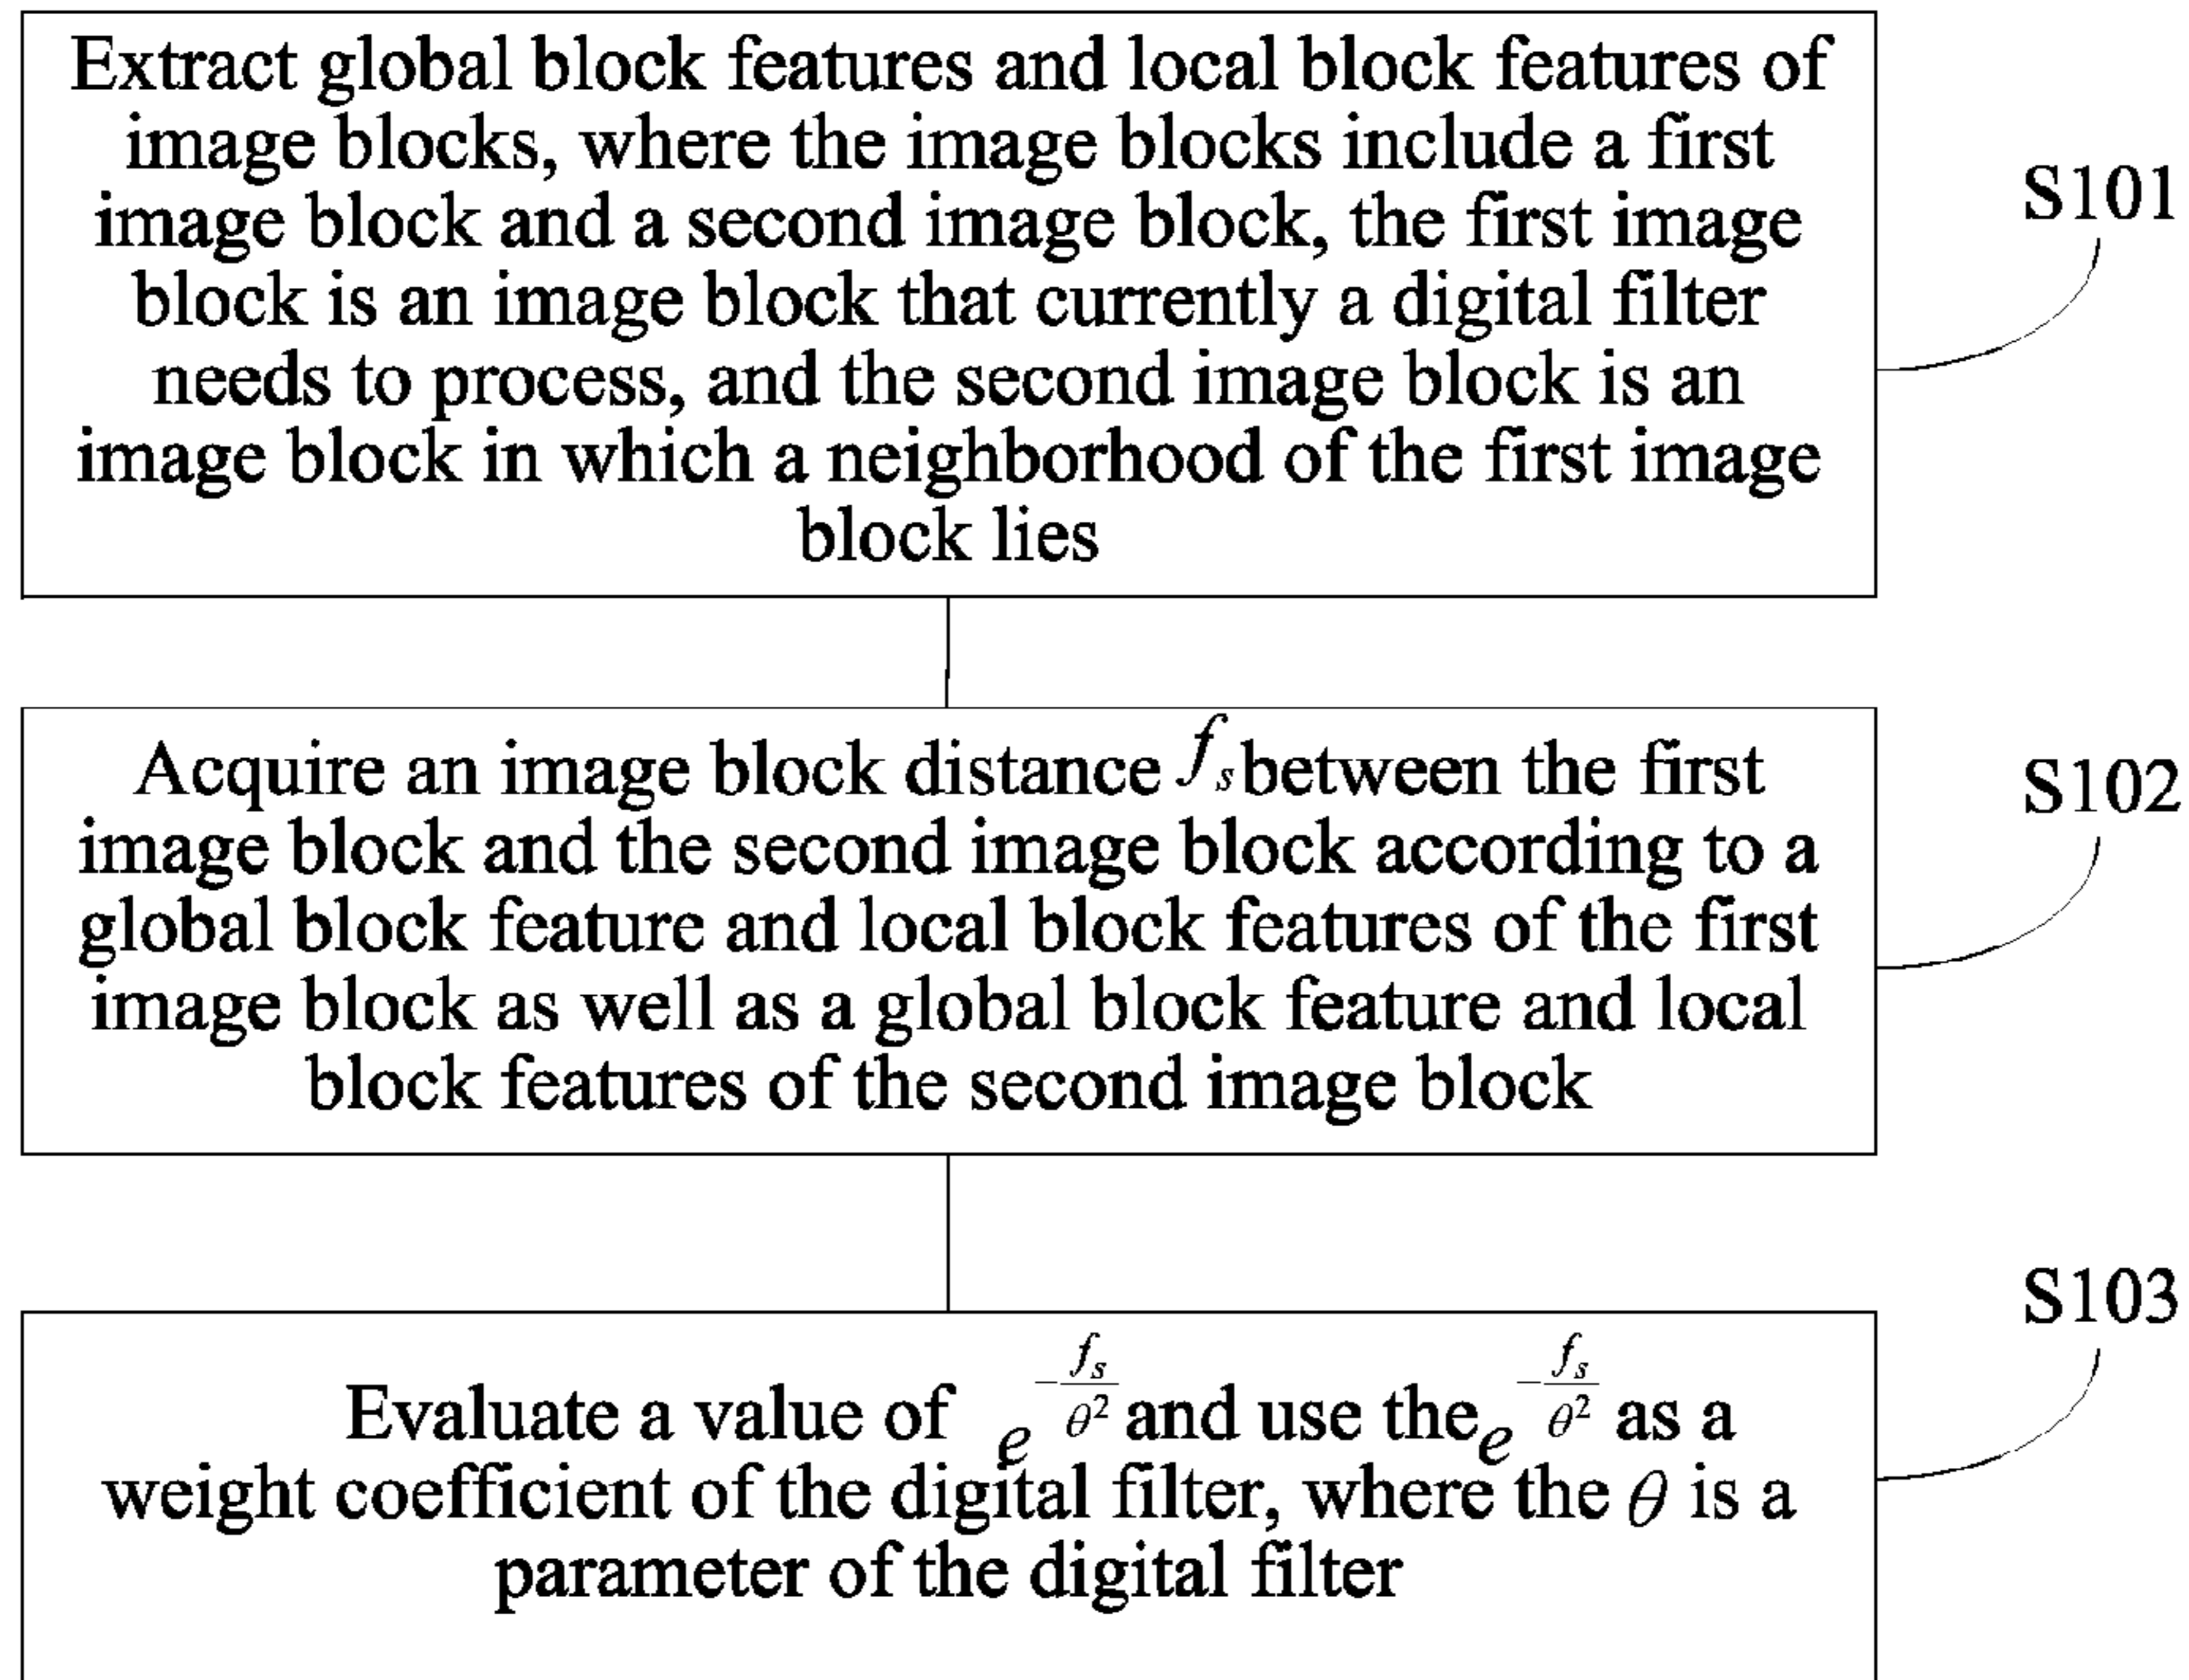 Extract global block features and local block features of
image blocks, where the image blocks include a first
image block and a second image block, the first image
block is an image block that currently a digital filter
needs to process, and the second image block is an
image block in which a neighborhood of the first image
block lies
S101
Acquire an image block distance f_s between the first
image block and the second image block according to a
global block feature and local block features of the first
image block as well as a global block feature and local
block features of the second image block
S102
Evaluate a value of e^{-\frac{f_s}{\theta^2}} and use the e^{-\frac{f_s}{\theta^2}} as a
weight coefficient of the digital filter, where the θ is a
parameter of the digital filter
S103